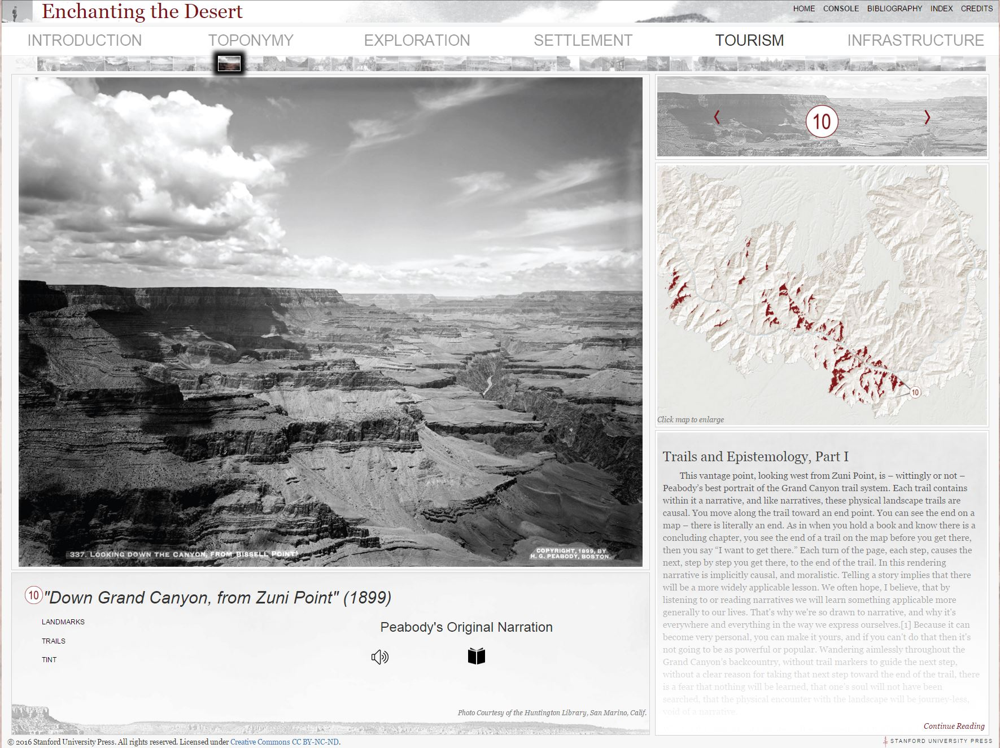 Enchanting the Desert
HOME CONSOLE BIBLIOGRAPHY INDEX CREDITS
INTRODUCTION TOPONYMY EXPLORATION SETTLEMENT TOURISM INFRASTRUCTURE
10
10
Click map to enlarge
337. LOOKING DOWN THE CANYON, FROM BISSELL POINT.
COPYRIGHT, 1899, BY
H. G. PEABODY, BOSTON.
10 "Down Grand Canyon, from Zuni Point" (1899)
LANDMARKS
TRAILS
TINT
Peabody's Original Narration
Photo Courtesy of the Huntington Library, San Marino, Calif.
Trails and Epistemology, Part I
This vantage point, looking west from Zuni Point, is – wittingly or not –
Peabody's best portrait of the Grand Canyon trail system. Each trail contains
within it a narrative, and like narratives, these physical landscape trails are
causal. You move along the trail toward an end point. You can see the end on a
map – there is literally an end. As in when you hold a book and know there is a
concluding chapter, you see the end of a trail on the map before you get there,
then you say “I want to get there.” Each turn of the page, each step, causes the
next, step by step you get there, to the end of the trail. In this rendering
narrative is implicitly causal, and moralistic. Telling a story implies that there
will be a more widely applicable lesson. We often hope, I believe, that by
listening to or reading narratives we will learn something applicable more
generally to our lives. That's why we're so drawn to narrative, and why it's
everywhere and everything in the way we express ourselves.[1] Because it can
become very personal, you can make it yours, and if you can't do that then it's
not going to be as powerful or popular. Wandering aimlessly throughout the
Grand Canyon's backcountry, without trail markers to guide the next step,
without a clear reason for taking that next step toward the end of the trail, there
is a fear that nothing will be learned, that one's soul will not have been
searched, that the physical encounter with the landscape will be journey-less,
void of a narrative.
Continue Reading
© 2016 Stanford University Press. All rights reserved. Licensed under Creative Commons CC BY-NC-ND.
STANFORD UNIVERSITY PRESS